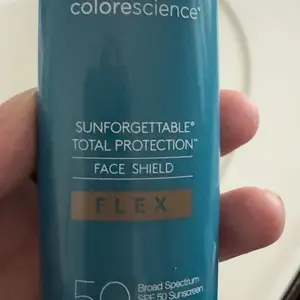 colorescience®
SUNFORGETTABLE®
TOTAL PROTECTION™
FACE SHIELD
FLEX
50
Broad Spectrum
SPF 50 Sunscreen